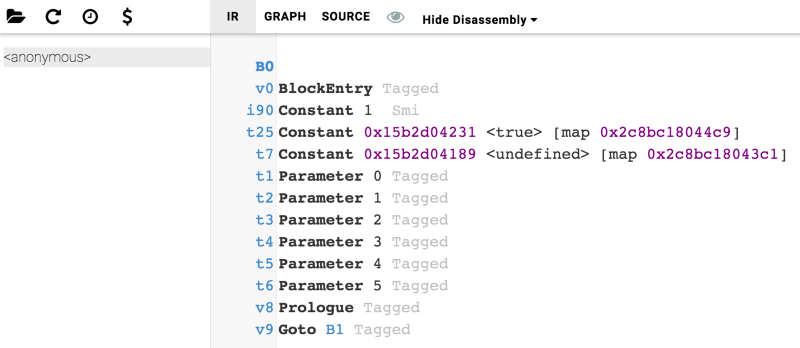 $ IR GRAPH SOURCE Hide Disassembly
<anonymous>
B0
v0 BlockEntry Tagged
i90 Constant 1 Smi
t25 Constant 0x15b2d04231 <true> [map 0x2c8bc18044c9]
t7 Constant 0x15b2d04189 <undefined> [map 0x2c8bc18043c1]
t1 Parameter 0 Tagged
t2 Parameter 1 Tagged
t3 Parameter 2 Tagged
t4 Parameter 3 Tagged
t5 Parameter 4 Tagged
t6 Parameter 5 Tagged
v8 Prologue Tagged
v9 Goto B1 Tagged